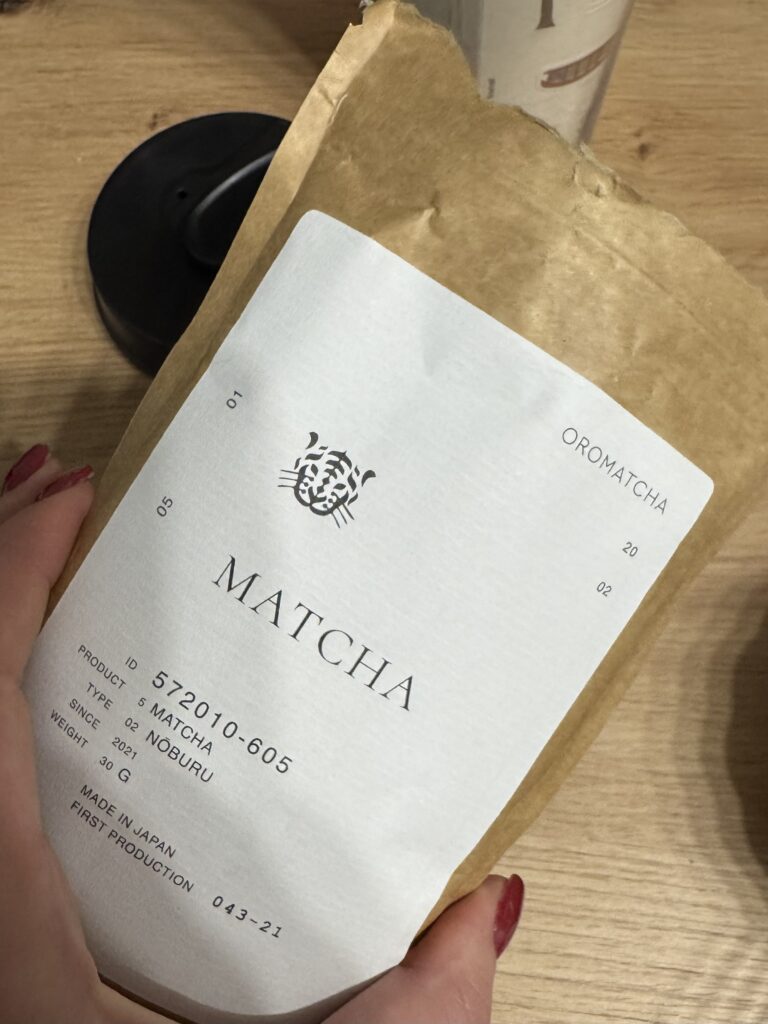 OROMATCHA
01
20
05
02
MATCHA
ID 572010-605
PRODUCT 5 MATCHA
TYPE 02 NŌBURU
SINCE 2021
WEIGHT 30 G
MADE IN JAPAN
FIRST PRODUCTION 043-21